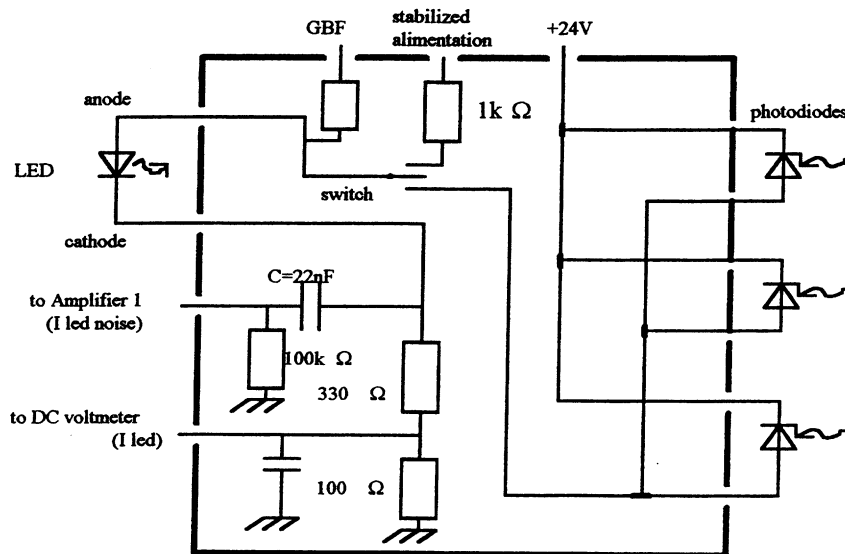 GBF
stabilized
alimentation
+24V
anode
1k Ω
photodiodes
LED
switch
cathode
C=22nF
to Amplifier 1
(I led noise)
100k Ω
330 Ω
to DC voltmeter
(I led)
100 Ω